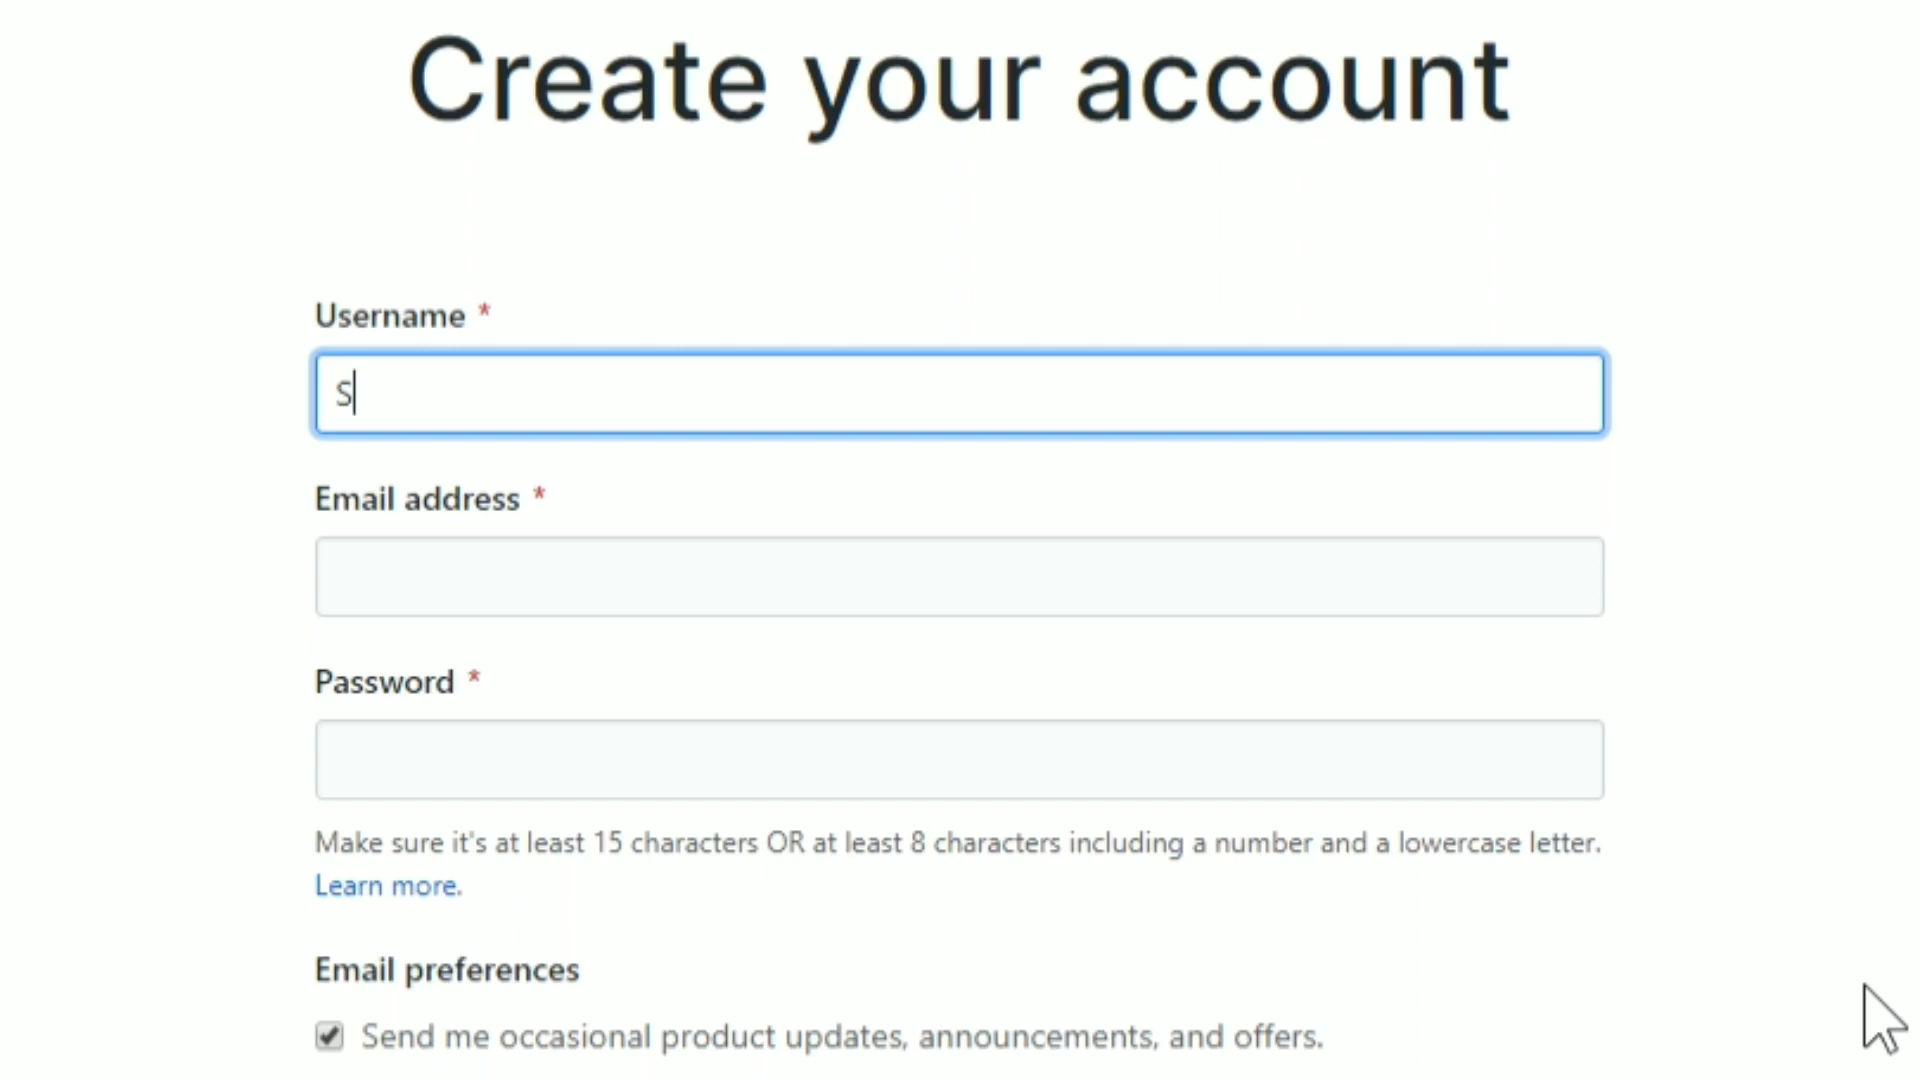 Create your account
Username *
S
Email address *
Password *
Make sure it's at least 15 characters OR at least 8 characters including a number and a lowercase letter.
Learn more.
Email preferences
Send me occasional product updates, announcements, and offers.